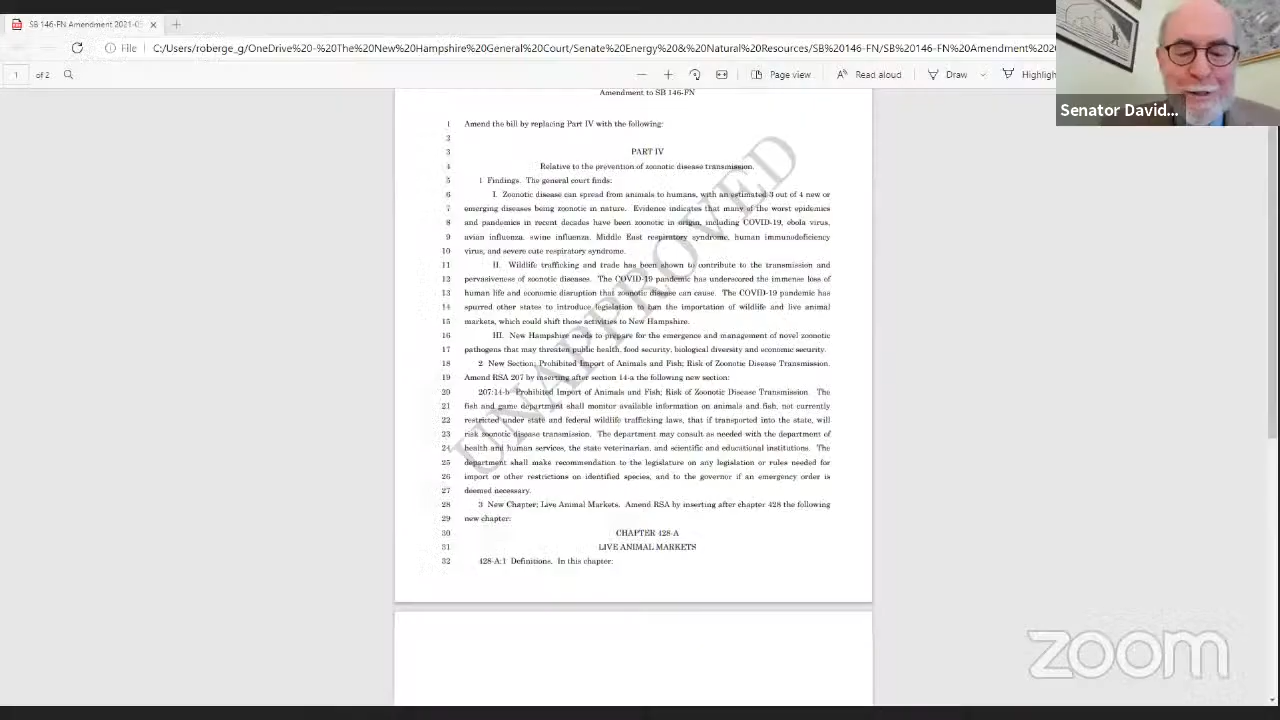 SB 146-FN Amendment 2021-03
File C:/Users/roberge_g/OneDrive%20-%20The%20New%20Hampshire%20General%20Court/Senate%20Energy%20&%20Natural%20Resources/SB%20146-FN/SB%20146-FN%20Amendment%20
1 of 2 Page view Read aloud Draw Highligh
Senator David...
Amendment to SB 146-FN
1 Amend the bill by replacing Part IV with the following:
2
3 PART IV
4 Relative to the prevention of zoonotic disease transmission.
5 1 Findings. The general court finds:
6 I. Zoonotic disease can spread from animals to humans, with an estimated 3 out of 4 new or
7 emerging diseases being zoonotic in nature. Evidence indicates that many of the worst epidemics
8 and pandemics in recent decades have been zoonotic in origin, including COVID-19, ebola virus,
9 avian influenza, swine influenza, Middle East respiratory syndrome, human immunodeficiency
10 virus, and severe cute respiratory syndrome.
11 II. Wildlife trafficking and trade has been shown to contribute to the transmission and
12 pervasiveness of zoonotic diseases. The COVID-19 pandemic has underscored the immense loss of
13 human life and economic disruption that zoonotic disease can cause. The COVID-19 pandemic has
14 spurred other states to introduce legislation to ban the importation of wildlife and live animal
15 markets, which could shift those activities to New Hampshire.
16 III. New Hampshire needs to prepare for the emergence and management of novel zoonotic
17 pathogens that may threaten public health, food security, biological diversity and economic security.
18 2 New Section; Prohibited Import of Animals and Fish; Risk of Zoonotic Disease Transmission.
19 Amend RSA 207 by inserting after section 14-a the following new section:
20 207:14-b Prohibited Import of Animals and Fish; Risk of Zoonotic Disease Transmission. The
21 fish and game department shall monitor available information on animals and fish, not currently
22 restricted under state and federal wildlife trafficking laws, that if transported into the state, will
23 risk zoonotic disease transmission. The department may consult as needed with the department of
24 health and human services, the state veterinarian, and scientific and educational institutions. The
25 department shall make recommendation to the legislature on any legislation or rules needed for
26 import or other restrictions on identified species, and to the governor if an emergency order is
27 deemed necessary.
28 3 New Chapter; Live Animal Markets. Amend RSA by inserting after chapter 428 the following
29 new chapter:
30 CHAPTER 428-A
31 LIVE ANIMAL MARKETS
32 428-A:1 Definitions. In this chapter:
UNAPPROVED
zoom